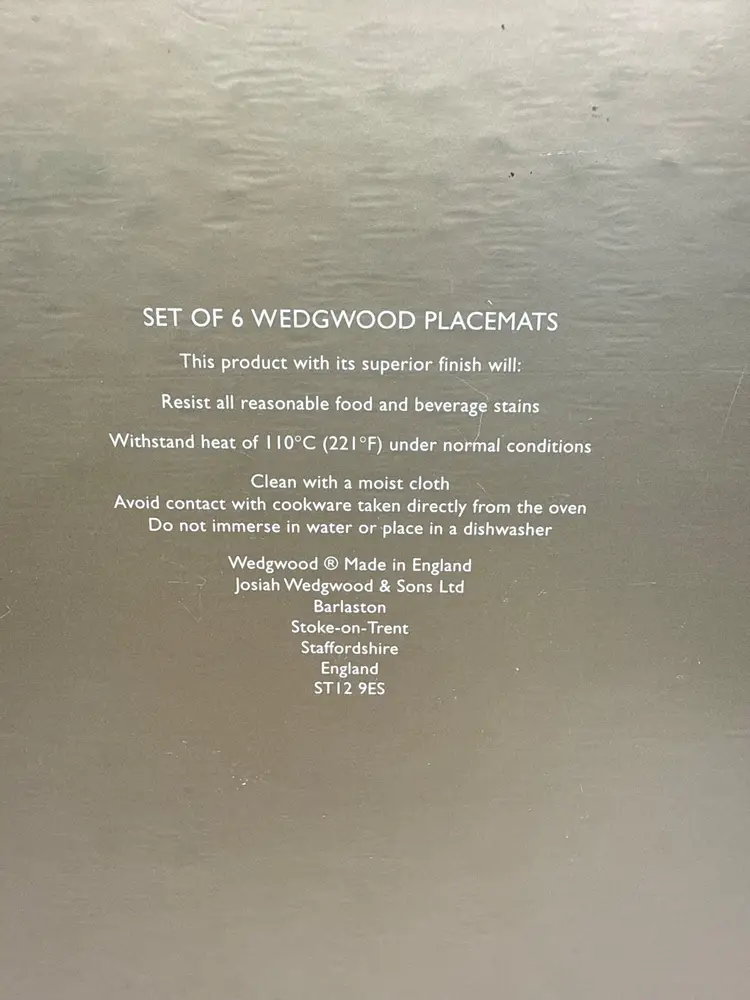 SET OF 6 WEDGWOOD PLACEMATS
This product with its superior finish will:
Resist all reasonable food and beverage stains
Withstand heat of 110°C (221°F) under normal conditions
Clean with a moist cloth
Avoid contact with cookware taken directly from the oven
Do not immerse in water or place in a dishwasher
Wedgwood ® Made in England
Josiah Wedgwood & Sons Ltd
Barlaston
Stoke-on-Trent
Staffordshire
England
ST12 9ES